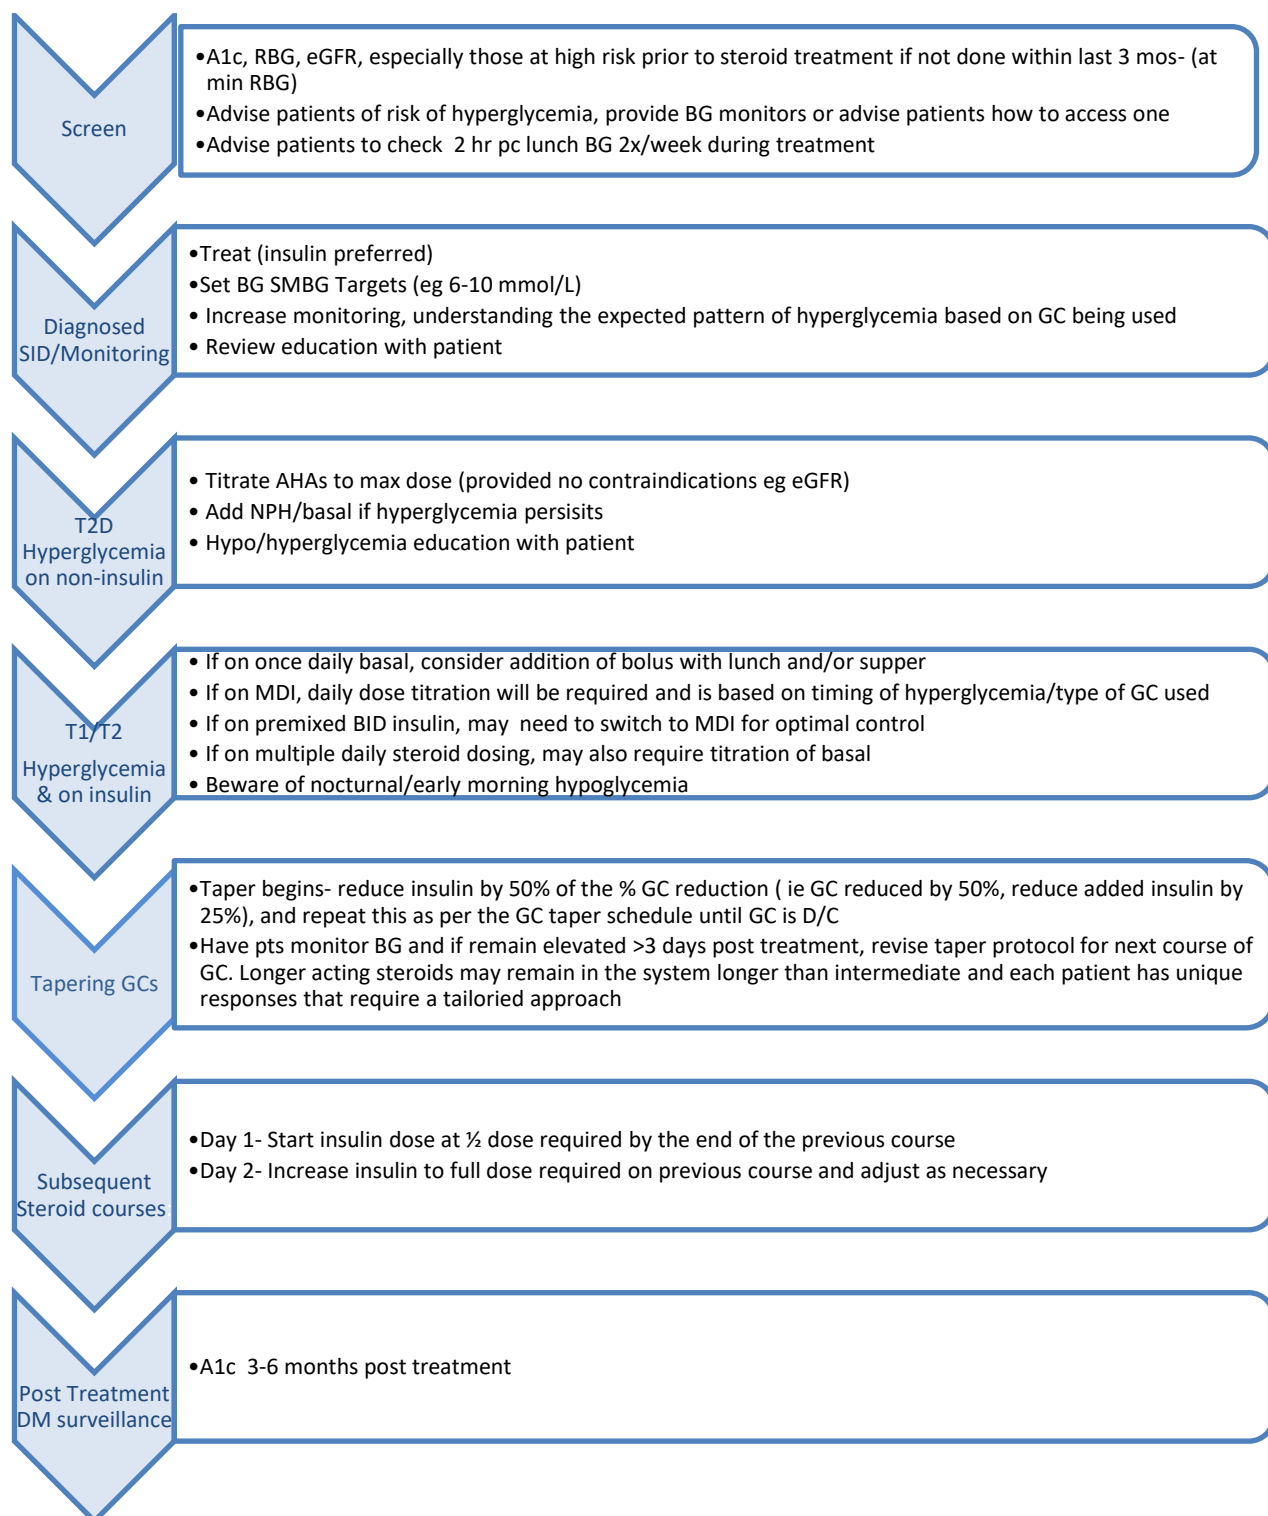 Screen
•A1c, RBG, eGFR, especially those at high risk prior to steroid treatment if not done within last 3 mos- (at
min RBG)
•Advise patients of risk of hyperglycemia, provide BG monitors or advise patients how to access one
•Advise patients to check 2 hr pc lunch BG 2x/week during treatment
Diagnosed
SID/Monitoring
•Treat (insulin preferred)
•Set BG SMBG Targets (eg 6-10 mmol/L)
• Increase monitoring, understanding the expected pattern of hyperglycemia based on GC being used
• Review education with patient
T2D
Hyperglycemia
on non-insulin
• Titrate AHAs to max dose (provided no contraindications eg eGFR)
• Add NPH/basal if hyperglycemia persisits
• Hypo/hyperglycemia education with patient
T1/T2
Hyperglycemia
& on insulin
• If on once daily basal, consider addition of bolus with lunch and/or supper
• If on MDI, daily dose titration will be required and is based on timing of hyperglycemia/type of GC used
• If on premixed BID insulin, may need to switch to MDI for optimal control
• If on multiple daily steroid dosing, may also require titration of basal
• Beware of nocturnal/early morning hypoglycemia
Tapering GCs
•Taper begins- reduce insulin by 50% of the % GC reduction ( ie GC reduced by 50%, reduce added insulin by
25%), and repeat this as per the GC taper schedule until GC is D/C
•Have pts monitor BG and if remain elevated >3 days post treatment, revise taper protocol for next course of
GC. Longer acting steroids may remain in the system longer than intermediate and each patient has unique
responses that require a tailoried approach
Subsequent
Steroid courses
•Day 1- Start insulin dose at ½ dose required by the end of the previous course
•Day 2- Increase insulin to full dose required on previous course and adjust as necessary
Post Treatment
DM surveillance
•A1c 3-6 months post treatment